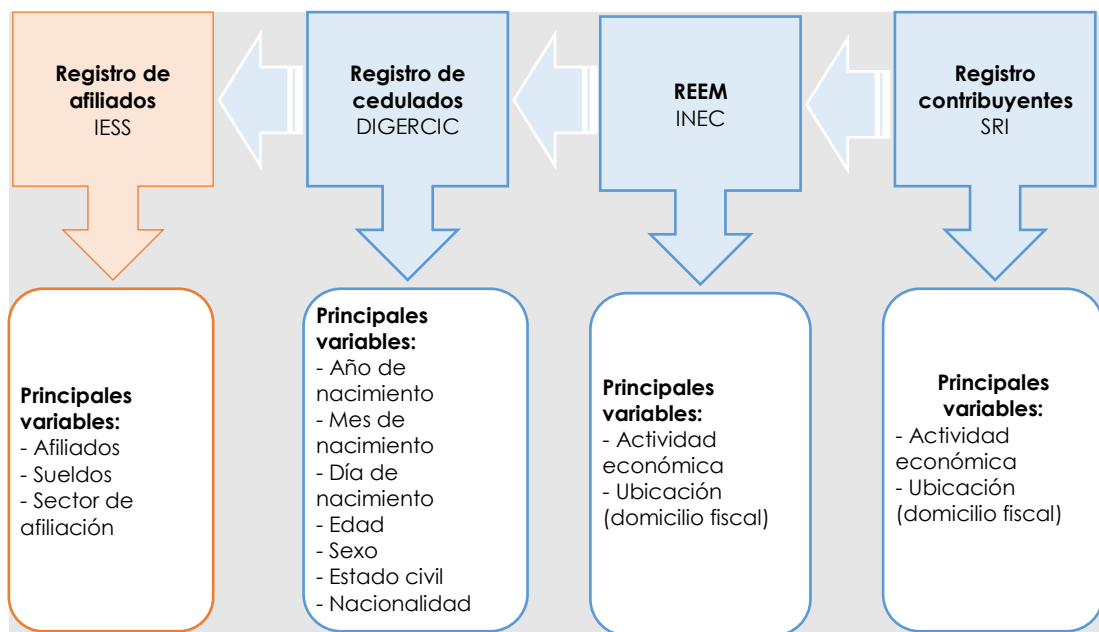 Registro de
afiliados
IESS
Registro de
cedulados
DIGERCIC
REEM
INEC
Registro
contribuyentes
SRI
Principales
variables:
- Afiliados
- Sueldos
- Sector de
afiliación
Principales
variables:
- Año de
nacimiento
- Mes de
nacimiento
- Día de
nacimiento
- Edad
- Sexo
- Estado civil
- Nacionalidad
Principales
variables:
- Actividad
económica
- Ubicación
(domicilio fiscal)
Principales
variables:
- Actividad
económica
- Ubicación
(domicilio fiscal)